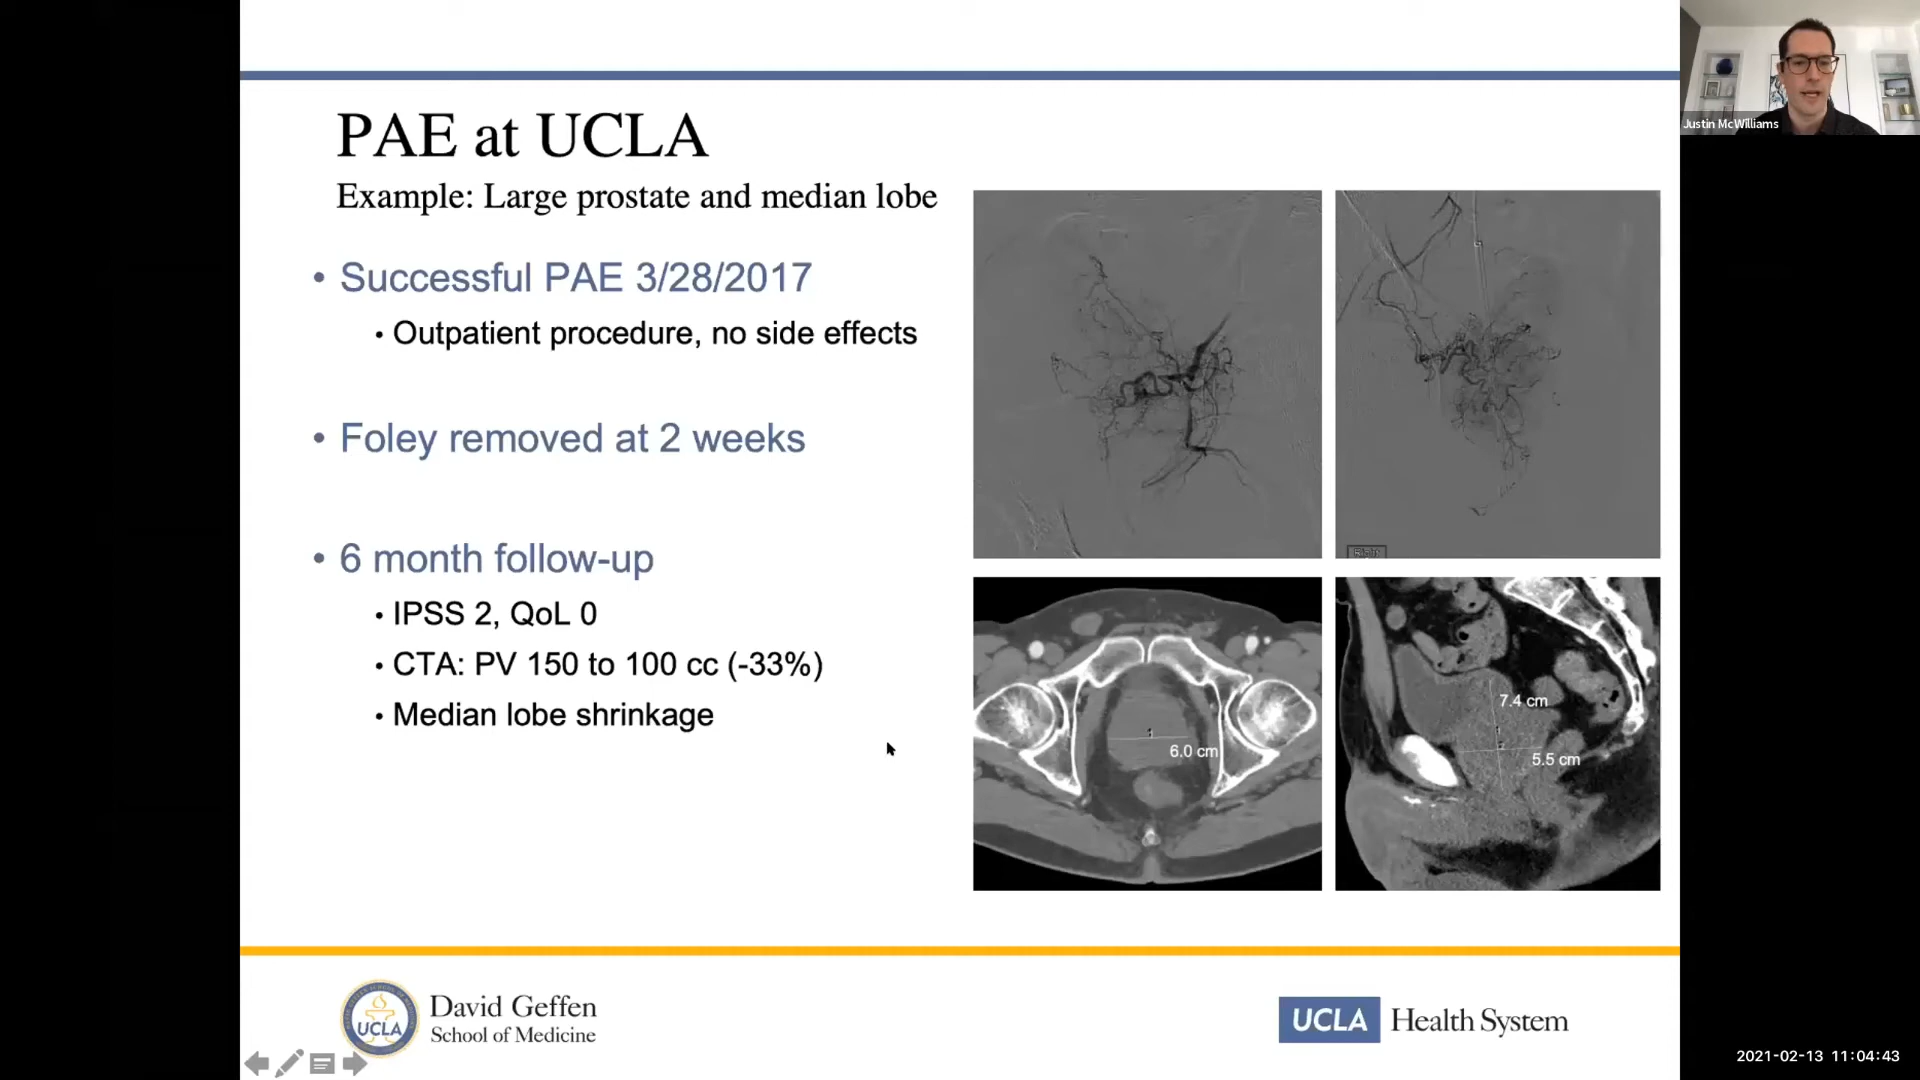 PAE at UCLA
Example: Large prostate and median lobe
• Successful PAE 3/28/2017
• Outpatient procedure, no side effects
• Foley removed at 2 weeks
• 6 month follow-up
• IPSS 2, QoL 0
• CTA: PV 150 to 100 cc (-33%)
• Median lobe shrinkage
Right
6.0 cm
7.4 cm
5.5 cm
Justin McWilliams
UCLA
David Geffen
School of Medicine
UCLA Health System
2021-02-13 11:04:43